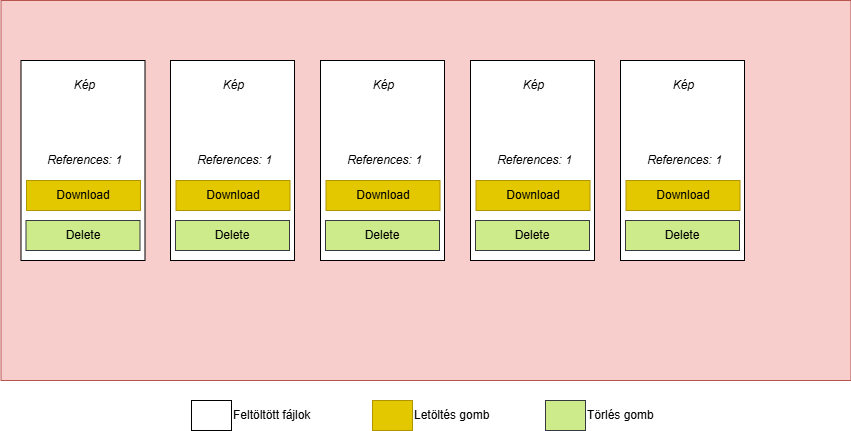 Kép Kép Kép Kép Kép
References: 1 References: 1 References: 1 References: 1 References: 1
Download Download Download Download Download
Delete Delete Delete Delete Delete
Feltöltött fájlok Letöltés gomb Törlés gomb